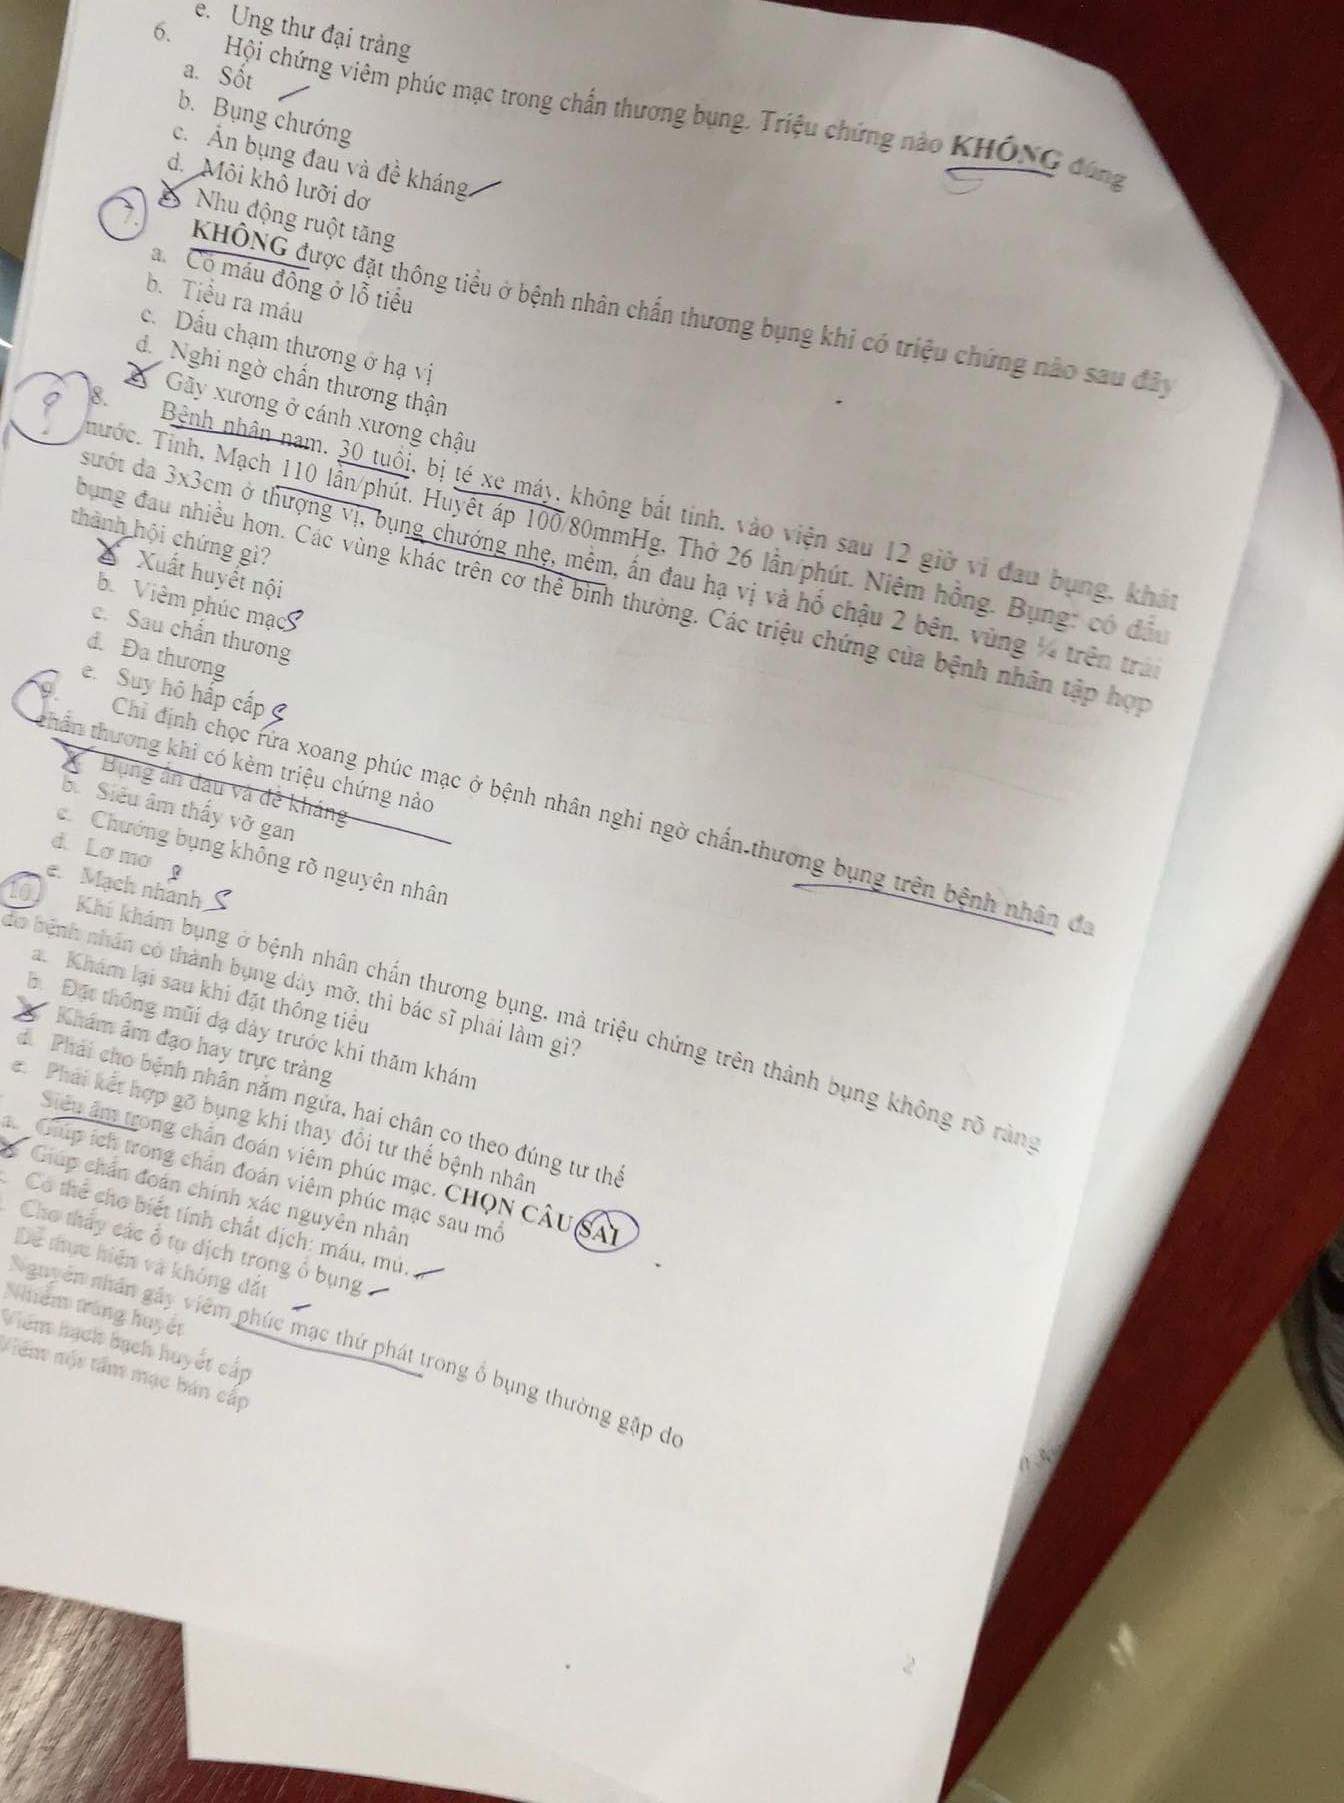 e. Ung thư đại tràng
6. Hội chứng viêm phúc mạc trong chấn thương bụng. Triệu chứng nào KHÔNG đúng
a. Sốt
b. Bụng chướng
c. Ấn bụng đau và đề kháng
d. Môi khô lưỡi dơ
Nhu động ruột tăng
7. KHÔNG được đặt thông tiểu ở bệnh nhân chấn thương bụng khi có triệu chứng nào sau đây
a. Có máu đông ở lỗ tiểu
b. Tiểu ra máu
c. Dấu chạm thương ở hạ vị
d. Nghi ngờ chấn thương thận
Gãy xương ở cánh xương chậu
?
8. Bệnh nhân nam, 30 tuổi, bị té xe máy, không bất tỉnh, vào viện sau 12 giờ vì đau bụng, khát
nước. Tỉnh, Mạch 110 lần/phút. Huyết áp 100/80mmHg, Thở 26 lần/phút. Niêm hồng. Bụng: có dấu
sướt da 3x3cm ở thượng vị, bụng chướng nhẹ, mềm, ấn đau hạ vị và hố chậu 2 bên, vùng ¼ trên trái
bụng đau nhiều hơn. Các vùng khác trên cơ thể bình thường. Các triệu chứng của bệnh nhân tập hợp
thành hội chứng gì?
Xuất huyết nội
b. Viêm phúc mạc S
c. Sau chấn thương
d. Đa thương
e. Suy hô hấp cấp S
9. Chỉ định chọc rửa xoang phúc mạc ở bệnh nhân nghi ngờ chấn thương bụng trên bệnh nhân đa
chấn thương khi có kèm triệu chứng nào
Bụng ấn đau và đề kháng
b. Siêu âm thấy vỡ gan
c. Chướng bụng không rõ nguyên nhân
d. Lơ mơ ?
e. Mạch nhanh S
10. Khi khám bụng ở bệnh nhân chấn thương bụng, mà triệu chứng trên thành bụng không rõ ràng
do bệnh nhân có thành bụng dày mỡ, thì bác sĩ phải làm gì?
a. Khám lại sau khi đặt thông tiểu
b. Đặt thông mũi dạ dày trước khi thăm khám
Khám âm đạo hay trực tràng
d. Phải cho bệnh nhân nằm ngửa, hai chân co theo đúng tư thế
e. Phải kết hợp gõ bụng khi thay đổi tư thế bệnh nhân
Siêu âm trong chẩn đoán viêm phúc mạc. CHỌN CÂU SAI
a. Giúp ích trong chẩn đoán viêm phúc mạc sau mổ
Giúp chẩn đoán chính xác nguyên nhân
Có thể cho biết tính chất dịch: máu, mủ.
Cho thấy các ổ tụ dịch trong ổ bụng
Dễ thực hiện và không đắt
Nguyên nhân gây viêm phúc mạc thứ phát trong ổ bụng thường gặp do
Nhiễm trùng huyết
Viêm hạch bạch huyết cấp
Viêm nội tâm mạc bán cấp
2